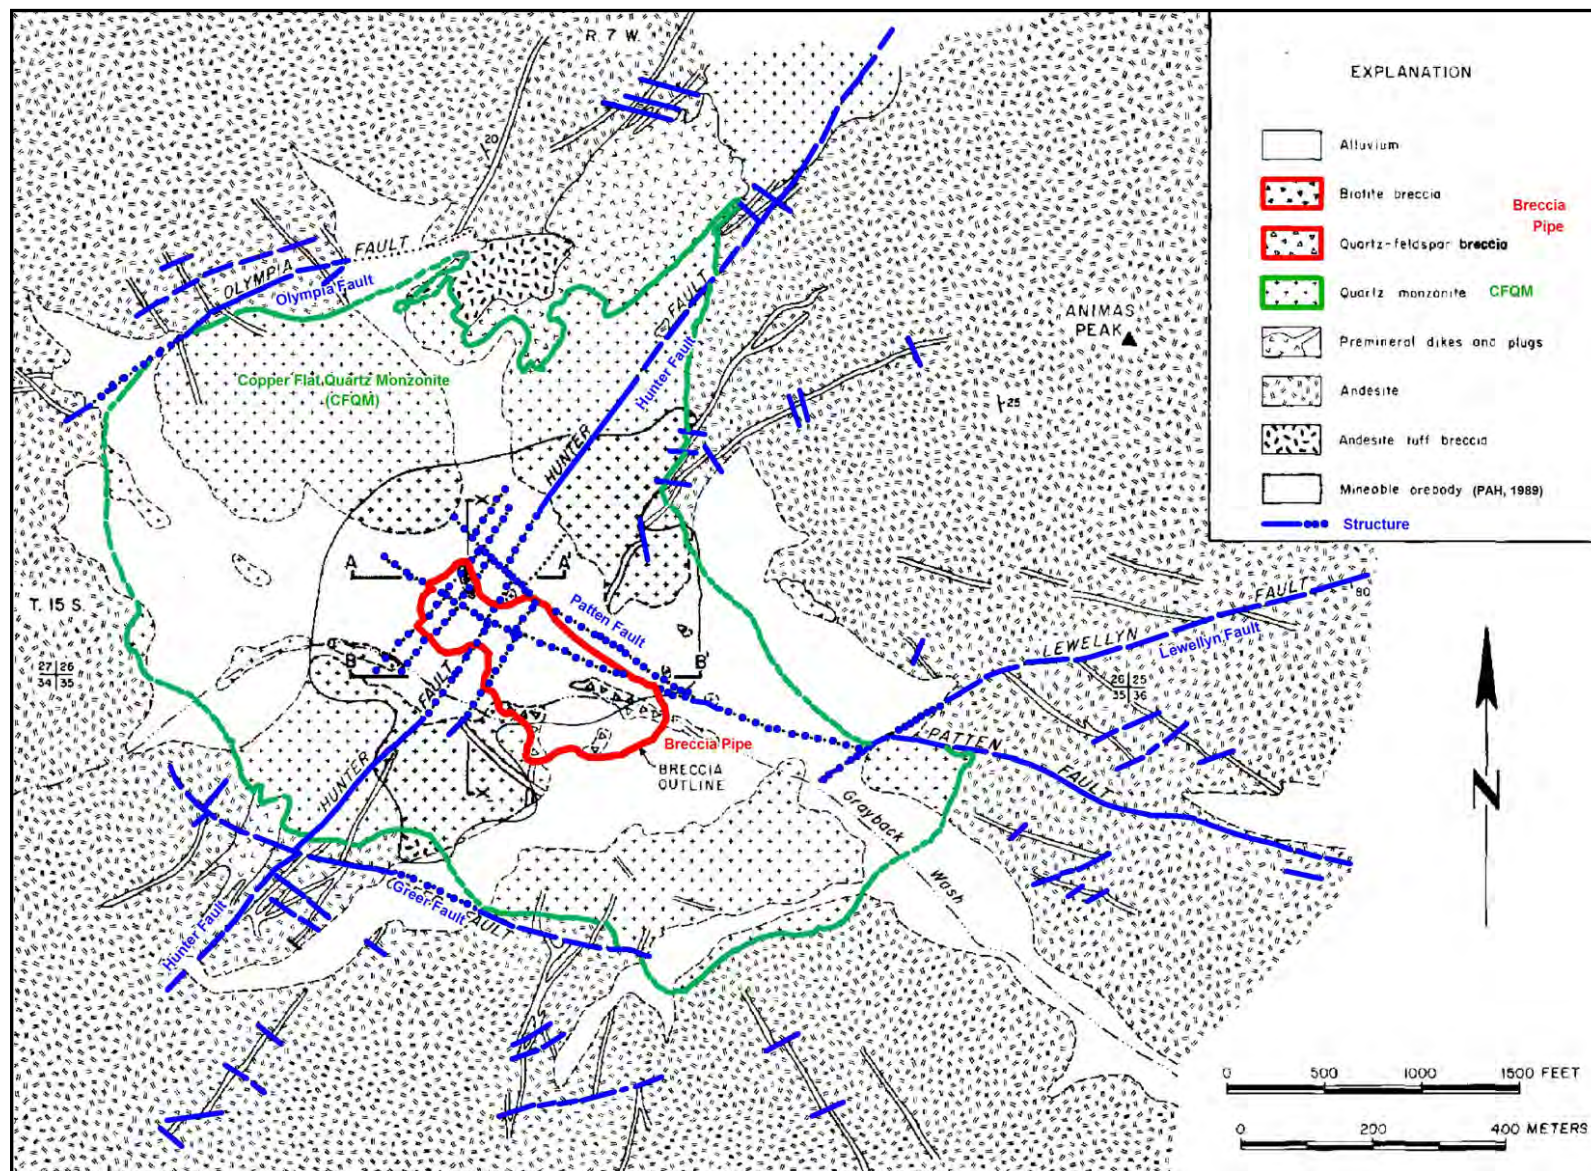 R. 7 W.
20
OLYMPIA FAULT
Olympia Fault
HUNTER FAULT
Hunter Fault
ANIMAS
PEAK
25
Copper Flat Quartz Monzonite
(CFQM)
X
A A'
T. 15 S.
Patten Fault
LEWELLYN FAULT
80
Lewellyn Fault
27 26
34 35
B B'
26 25
35 36
HUNTER FAULT
Breccia Pipe
BRECCIA
OUTLINE
X'
PATTEN FAULT
Grayback Wash
Hunter Fault
Greer Fault
FAULT
EXPLANATION
Alluvium
Biotite breccia
Breccia
Pipe
Quartz-feldspar breccia
Quartz monzonite CFQM
Premineral dikes and plugs
Andesite
Andesite tuff breccia
Mineable orebody (PAH, 1989)
Structure
N
0 500 1000 1500 FEET
0 200 400 METERS